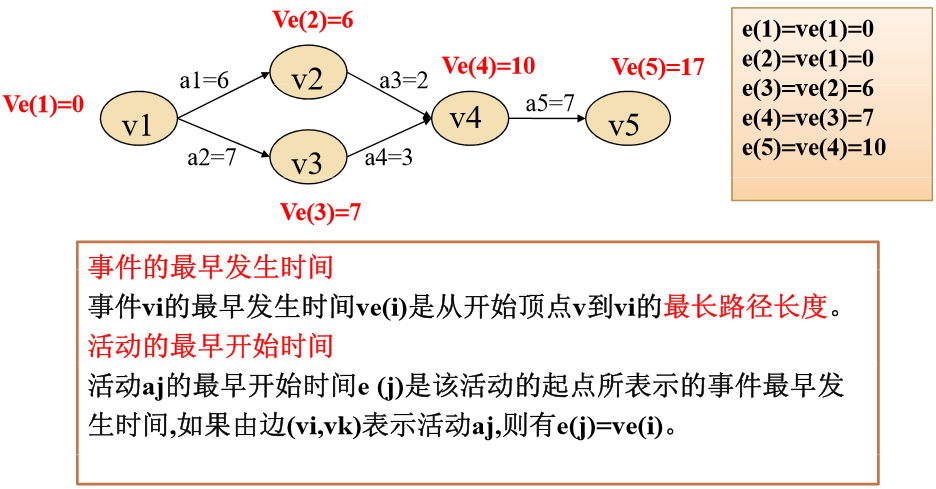 Ve(2)=6
Ve(4)=10
Ve(5)=17
Ve(1)=0
a1=6
v2
a3=2
v1
v4
a5=7
v5
a2=7
v3
a4=3
Ve(3)=7
e(1)=ve(1)=0
e(2)=ve(1)=0
e(3)=ve(2)=6
e(4)=ve(3)=7
e(5)=ve(4)=10
事件的最早发生时间
事件vi的最早发生时间ve(i)是从开始顶点v到vi的最长路径长度。
活动的最早开始时间
活动aj的最早开始时间e (j)是该活动的起点所表示的事件最早发
生时间,如果由边(vi,vk)表示活动aj,则有e(j)=ve(i)。